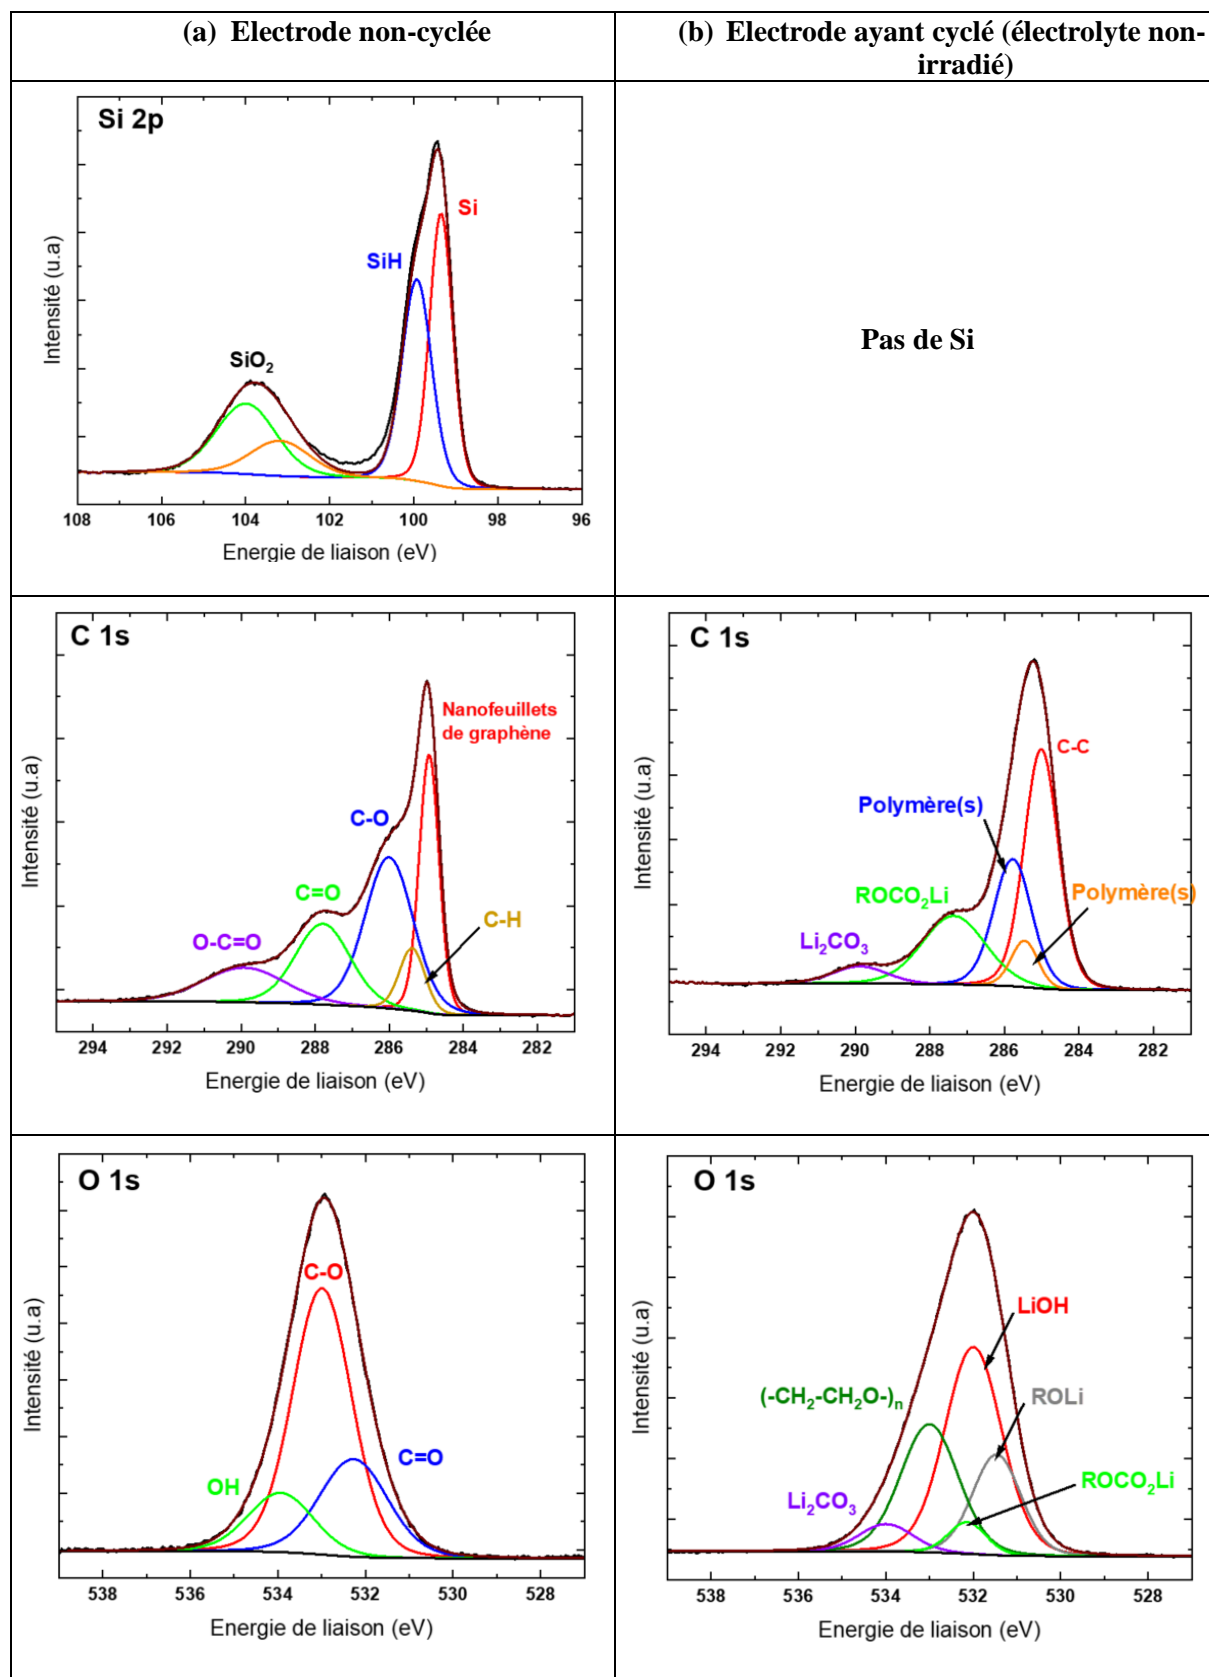 (a) Electrode non-cyclée
(b) Electrode ayant cyclé (électrolyte non-
irradié)
Si 2p
Si
SiH
SiO₂
Intensité (u.a)
108 106 104 102 100 98 96
Energie de liaison (eV)
Pas de Si
C 1s
Nanofeuillets
de graphène
C-O
C=O
C-H
O-C=O
Intensité (u.a)
294 292 290 288 286 284 282
Energie de liaison (eV)
C 1s
C-C
Polymère(s)
ROCO₂Li
Polymère(s)
Li₂CO₃
Intensité (u.a)
294 292 290 288 286 284 282
Energie de liaison (eV)
O 1s
C-O
C=O
OH
Intensité (u.a)
538 536 534 532 530 528
Energie de liaison (eV)
O 1s
LiOH
(-CH₂-CH₂O-)ₙ
ROLi
ROCO₂Li
Li₂CO₃
Intensité (u.a)
538 536 534 532 530 528
Energie de liaison (eV)